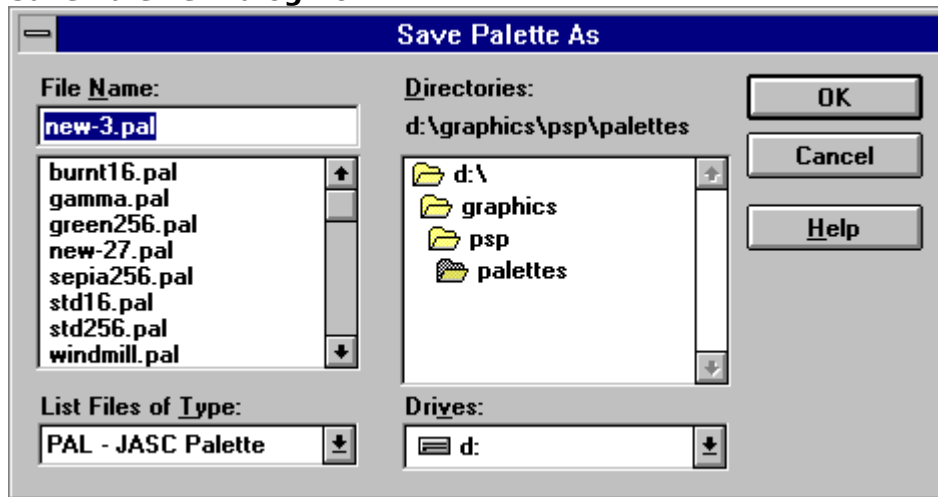 Save Palette As
File Name:
new-3.pal
burnt16.pal
gamma.pal
green256.pal
new-27.pal
sepia256.pal
std16.pal
std256.pal
windmill.pal
List Files of Type:
PAL - JASC Palette
Directories:
d:\graphics\psp\palettes
d:\
graphics
psp
palettes
Drives:
d:
OK
Cancel
Help